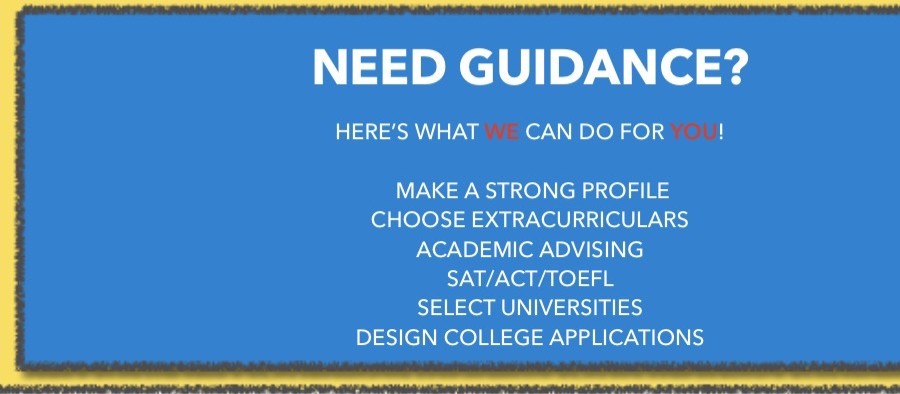 NEED GUIDANCE?
HERE'S WHAT WE CAN DO FOR YOU!
MAKE A STRONG PROFILE
CHOOSE EXTRACURRICULARS
ACADEMIC ADVISING
SAT/ACT/TOEFL
SELECT UNIVERSITIES
DESIGN COLLEGE APPLICATIONS